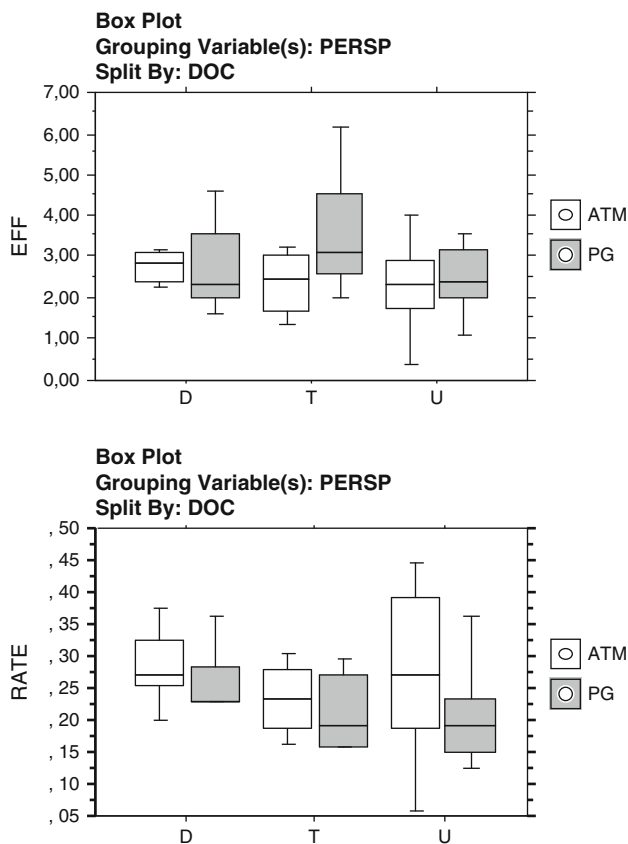 Box Plot
Grouping Variable(s): PERSP
Split By: DOC
7,00
6,00
5,00
4,00
3,00
2,00
1,00
0,00
EFF
D T U
ATM
PG
Box Plot
Grouping Variable(s): PERSP
Split By: DOC
, 50
, 45
, 40
, 35
, 30
, 25
, 20
, 15
, 10
, 05
RATE
D T U
ATM
PG